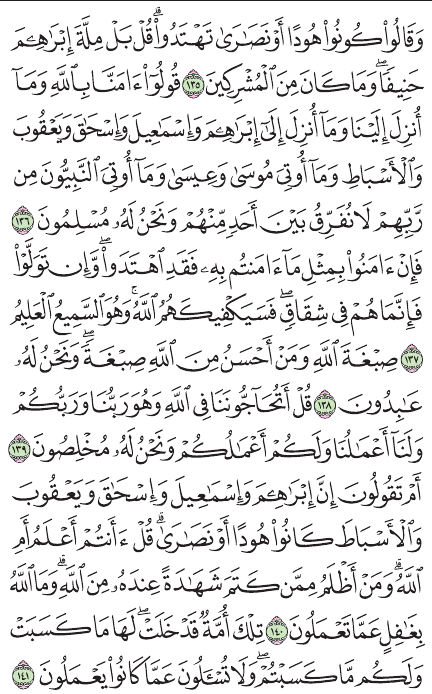 وَقَالُوا۟ كُونُوا۟ هُودًا أَوْ نَصَٰرَىٰ تَهْتَدُوا۟ ۗ قُلْ بَلْ مِلَّةَ إِبْرَٰهِـۧمَ
حَنِيفًا ۖ وَمَا كَانَ مِنَ ٱلْمُشْرِكِينَ ١٣٥ قُولُوٓا۟ ءَامَنَّا بِٱللَّهِ وَمَآ
أُنزِلَ إِلَيْنَا وَمَآ أُنزِلَ إِلَىٰٓ إِبْرَٰهِـۧمَ وَإِسْمَٰعِيلَ وَإِسْحَٰقَ وَيَعْقُوبَ
وَٱلْأَسْبَاطِ وَمَآ أُوتِىَ مُوسَىٰ وَعِيسَىٰ وَمَآ أُوتِىَ ٱلنَّبِيُّونَ مِن
رَّبِّهِمْ لَا نُفَرِّقُ بَيْنَ أَحَدٍ مِّنْهُمْ وَنَحْنُ لَهُۥ مُسْلِمُونَ ١٣٦
فَإِنْ ءَامَنُوا۟ بِمِثْلِ مَآ ءَامَنتُم بِهِۦ فَقَدِ ٱهْتَدَوا۟ ۖ وَّإِن تَوَلَّوْا۟
فَإِنَّمَا هُمْ فِى شِقَاقٍ ۖ فَسَيَكْفِيكَهُمُ ٱللَّهُ ۚ وَهُوَ ٱلسَّمِيعُ ٱلْعَلِيمُ
١٣٧ صِبْغَةَ ٱللَّهِ ۖ وَمَنْ أَحْسَنُ مِنَ ٱللَّهِ صِبْغَةً ۖ وَنَحْنُ لَهُۥ
عَٰبِدُونَ ١٣٨ قُلْ أَتُحَآجُّونَنَا فِى ٱللَّهِ وَهُوَ رَبُّنَا وَرَبُّكُمْ
وَلَنَآ أَعْمَٰلُنَا وَلَكُمْ أَعْمَٰلُكُمْ وَنَحْنُ لَهُۥ مُخْلِصُونَ ١٣٩
أَمْ تَقُولُونَ إِنَّ إِبْرَٰهِـۧمَ وَإِسْمَٰعِيلَ وَإِسْحَٰقَ وَيَعْقُوبَ
وَٱلْأَسْبَاطَ كَانُوا۟ هُودًا أَوْ نَصَٰرَىٰ ۗ قُلْ ءَأَنتُمْ أَعْلَمُ أَمِ
ٱللَّهُ ۗ وَمَنْ أَظْلَمُ مِمَّن كَتَمَ شَهَٰدَةً عِندَهُۥ مِنَ ٱللَّهِ ۗ وَمَا ٱللَّهُ
بِغَٰفِلٍ عَمَّا تَعْمَلُونَ ١٤٠ تِلْكَ أُمَّةٌ قَدْ خَلَتْ ۖ لَهَا مَا كَسَبَتْ
وَلَكُم مَّا كَسَبْتُمْ ۖ وَلَا تُسْـَٔلُونَ عَمَّا كَانُوا۟ يَعْمَلُونَ ١٤١